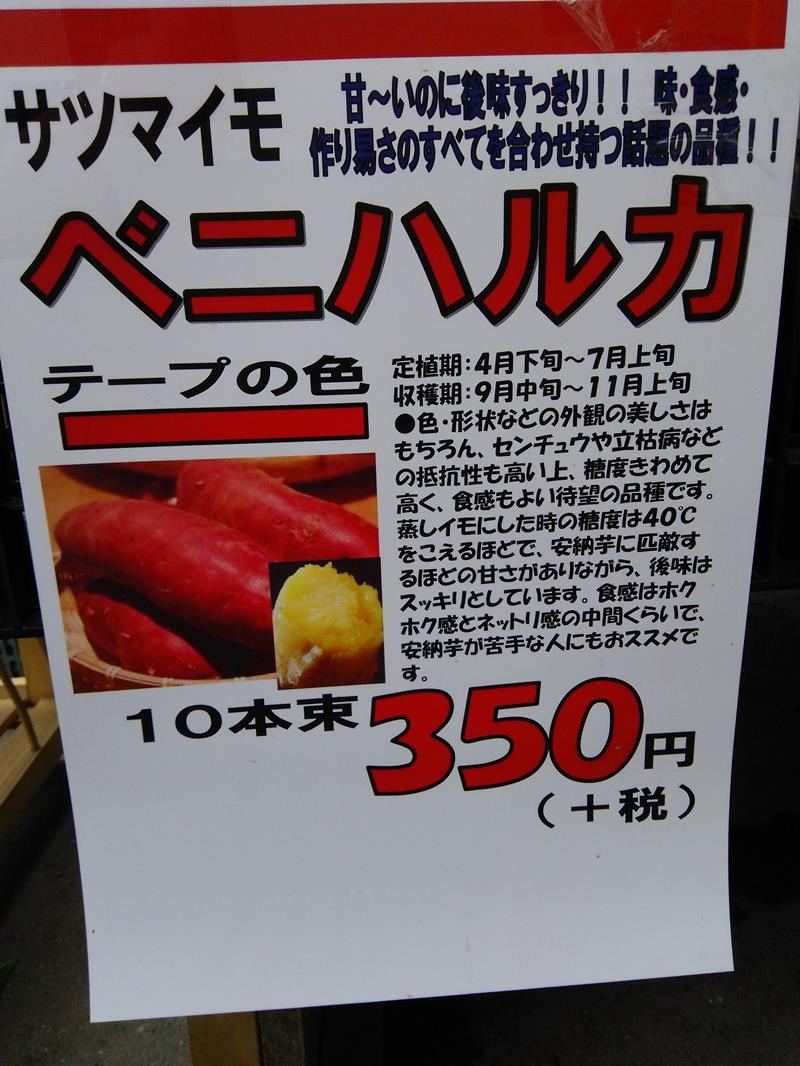 サツマイモ
甘～いのに後味すっきり！！ 味・食感・
作り易さのすべてを合わせ持つ話題の品種！！
ベニハルカ
テープの色
定植期：4月下旬～7月上旬
収穫期：9月中旬～11月上旬
●色・形状などの外観の美しさは
もちろん、センチュウや立枯病など
の抵抗性も高い上、糖度きわめて
高く、食感もよい待望の品種です。
蒸しイモにした時の糖度は40℃
をこえるほどで、安納芋に匹敵す
るほどの甘さがありながら、後味は
スッキリとしています。食感はホク
ホク感とネットリ感の中間くらいで、
安納芋が苦手な人にもおススメで
す。
10本束 350円
（＋税）